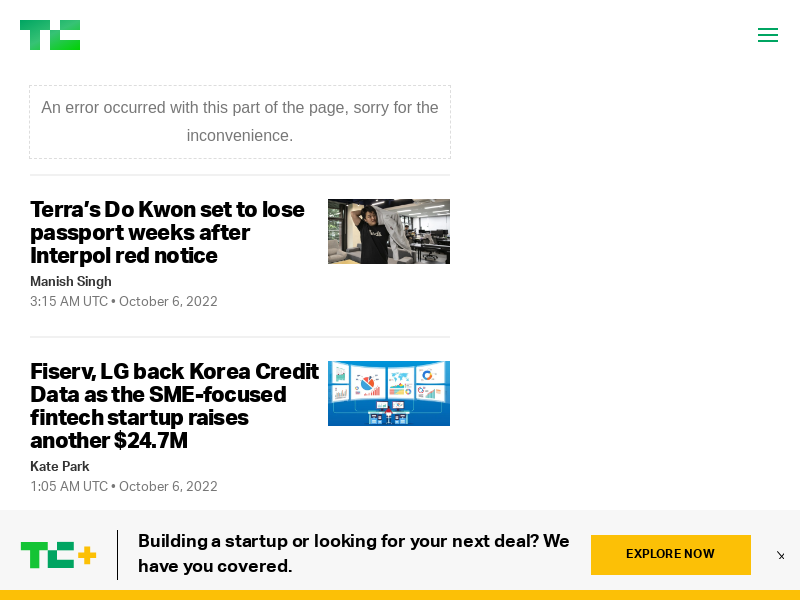 TC
An error occurred with this part of the page, sorry for the
inconvenience.
Terra's Do Kwon set to lose
passport weeks after
Interpol red notice
Manish Singh
3:15 AM UTC • October 6, 2022
Fiserv, LG back Korea Credit
Data as the SME-focused
fintech startup raises
another $24.7M
Kate Park
1:05 AM UTC • October 6, 2022
TC+
Building a startup or looking for your next deal? We
have you covered.
EXPLORE NOW